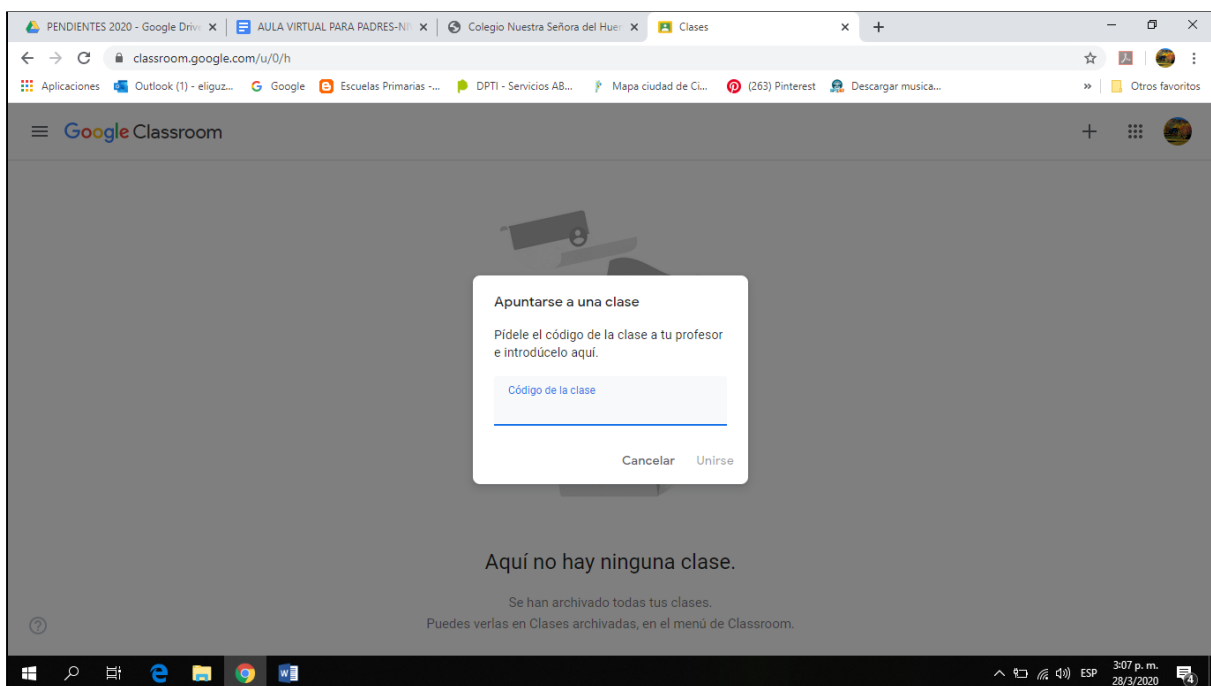 PENDIENTES 2020 - Google Drive
AULA VIRTUAL PARA PADRES-NI
Colegio Nuestra Señora del Huer
Clases
classroom.google.com/u/0/h
Aplicaciones
Outlook (1) - eliguz...
Google
Escuelas Primarias -...
DPTI - Servicios AB...
Mapa ciudad de Ci...
(263) Pinterest
Descargar musica...
»
Otros favoritos
Google Classroom
Apuntarse a una clase
Pídele el código de la clase a tu profesor
e introdúcelo aquí.
Código de la clase
Cancelar
Unirse
Aquí no hay ninguna clase.
Se han archivado todas tus clases.
Puedes verlas en Clases archivadas, en el menú de Classroom.
ESP
3:07 p. m.
28/3/2020
4